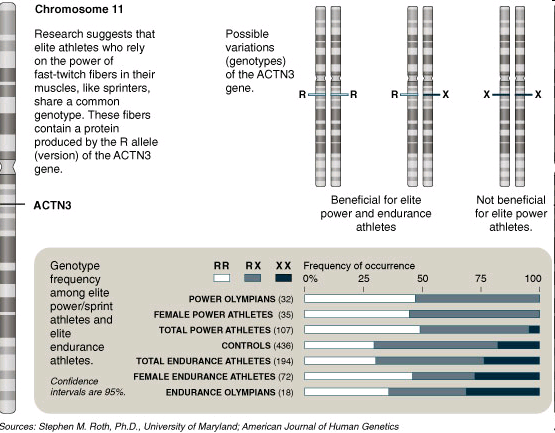 Chromosome 11
Research suggests that
elite athletes who rely
on the power of
fast-twitch fibers in their
muscles, like sprinters,
share a common
genotype. These fibers
contain a protein
produced by the R allele
(version) of the ACTN3
gene.
ACTN3
Possible
variations
(genotypes)
of the ACTN3
gene.
R R R X X X
Beneficial for elite
power and endurance
athletes
Not beneficial
for elite power
athletes.
Genotype
frequency
among elite
power/sprint
athletes and
elite
endurance
athletes.
Confidence
intervals are 95%.
RR RX XX Frequency of occurrence
0% 25 50 75 100
POWER OLYMPIANS (32)
FEMALE POWER ATHLETES (35)
TOTAL POWER ATHLETES (107)
CONTROLS (436)
TOTAL ENDURANCE ATHLETES (194)
FEMALE ENDURANCE ATHLETES (72)
ENDURANCE OLYMPIANS (18)
Sources: Stephen M. Roth, Ph.D., University of Maryland; American Journal of Human Genetics